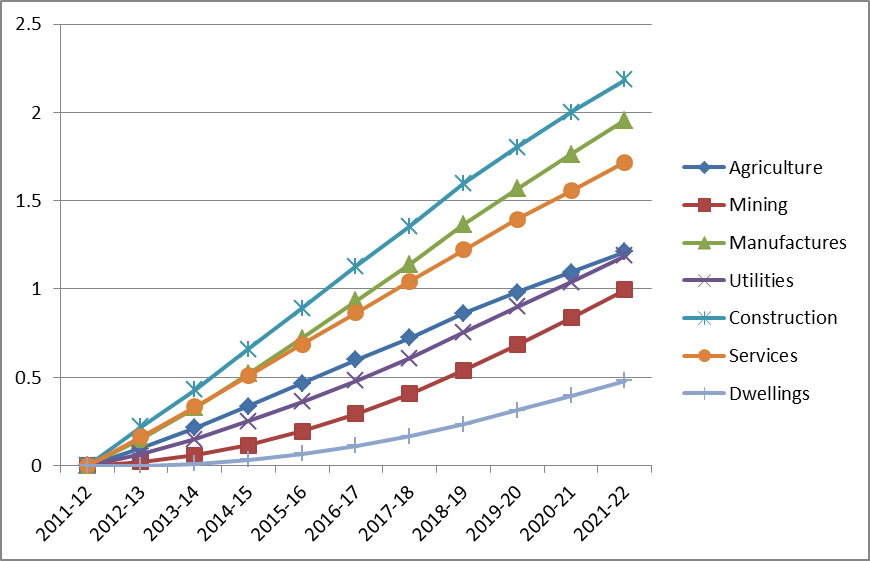 2.5
2
1.5
1
0.5
0
2011-12
2012-13
2013-14
2014-15
2015-16
2016-17
2017-18
2018-19
2019-20
2020-21
2021-22
Agriculture
Mining
Manufactures
Utilities
Construction
Services
Dwellings